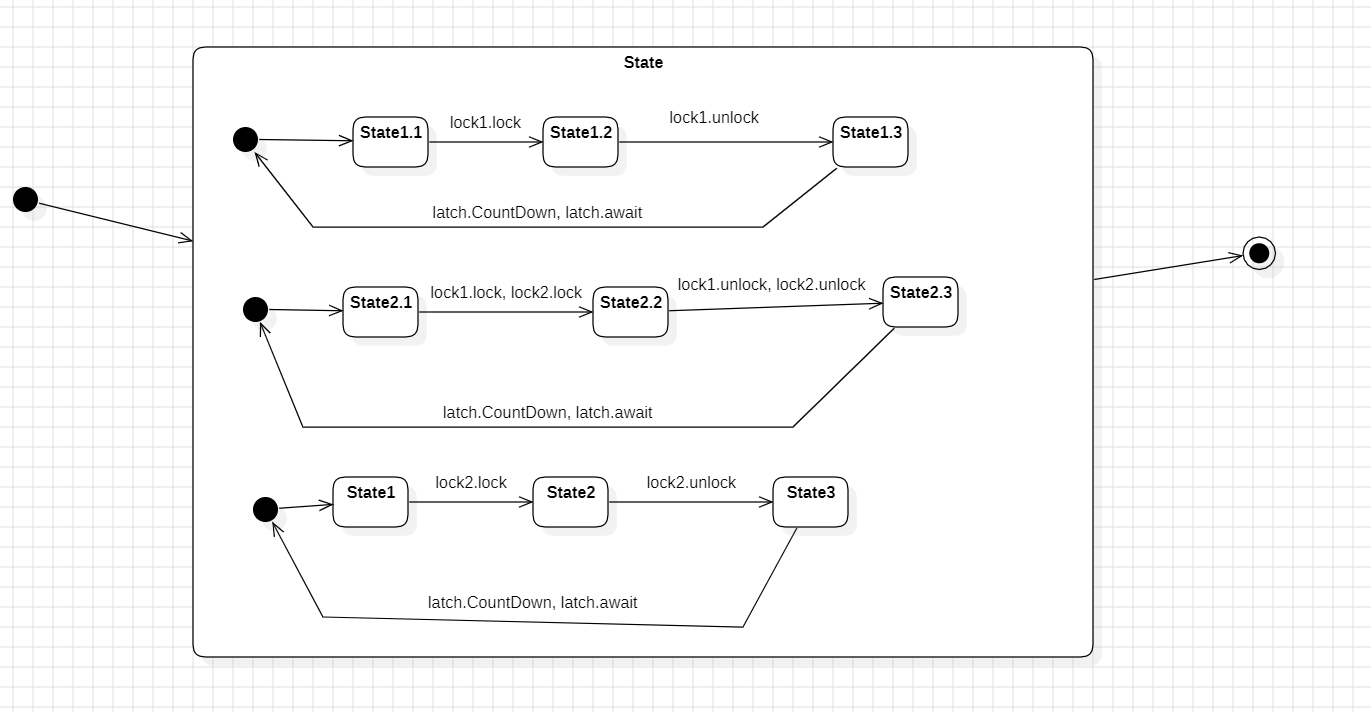 State
State1.1
lock1.lock
State1.2
lock1.unlock
State1.3
latch.CountDown, latch.await
State2.1
lock1.lock, lock2.lock
State2.2
lock1.unlock, lock2.unlock
State2.3
latch.CountDown, latch.await
State1
lock2.lock
State2
lock2.unlock
State3
latch.CountDown, latch.await